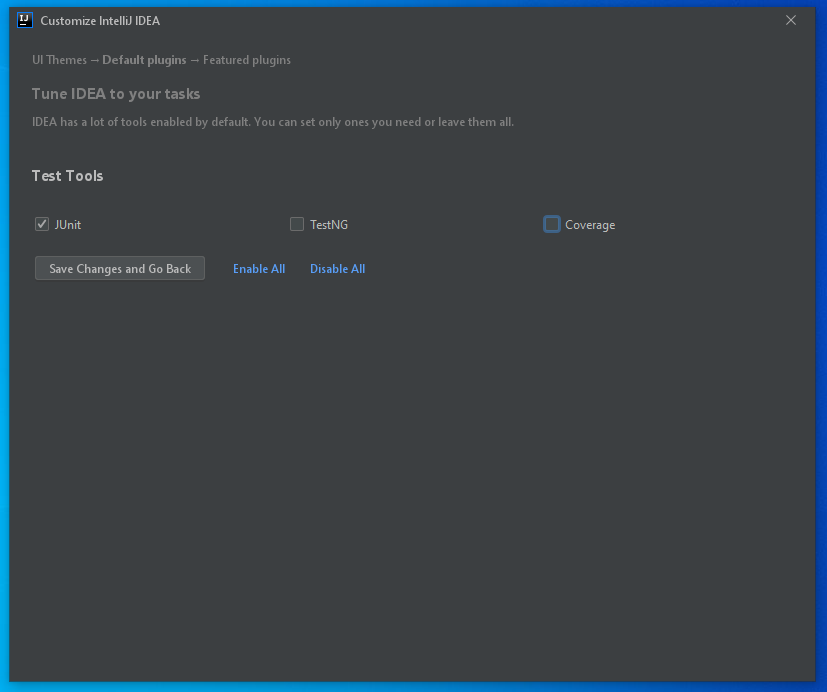 IJ
Customize IntelliJ IDEA
UI Themes → Default plugins → Featured plugins
Tune IDEA to your tasks
IDEA has a lot of tools enabled by default. You can set only ones you need or leave them all.
Test Tools
JUnit TestNG Coverage
Save Changes and Go Back Enable All Disable All